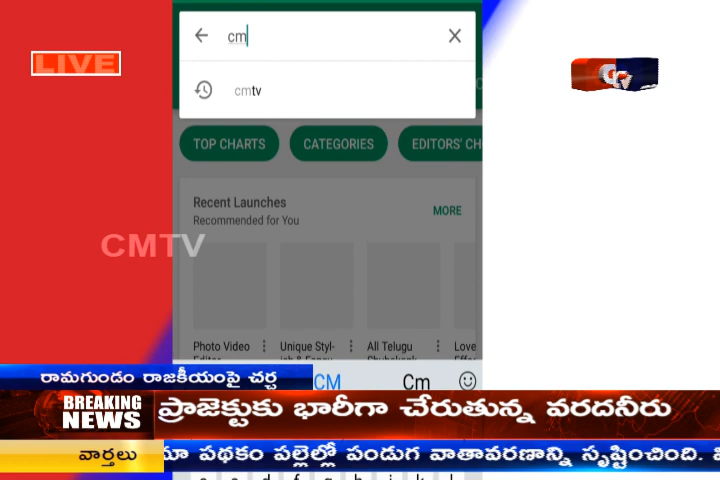 cm
LIVE
cmtv
TOP CHARTS CATEGORIES EDITORS' CH
Recent Launches
Recommended for You
MORE
CMTV
Photo Video Unique Styl- All Telugu Love
రామగుండం రాజకీయంపై చర్చ
CM Cm
BREAKING
NEWS
ప్రాజెక్టుకు భారీగా చేరుతున్న వరదనీరు
వార్తలు
మా పథకం పల్లెల్లో పండుగ వాతావరణాన్ని సృష్టించింది.